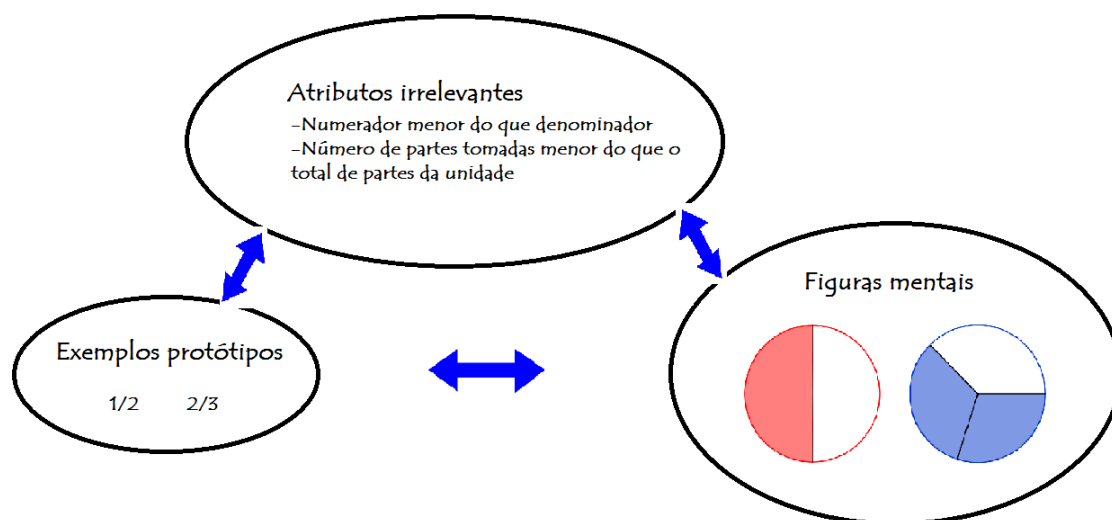 Atributos irrelevantes
-Numerador menor do que denominador
-Número de partes tomadas menor do que o
total de partes da unidade
Figuras mentais
Exemplos protótipos
1/2 2/3